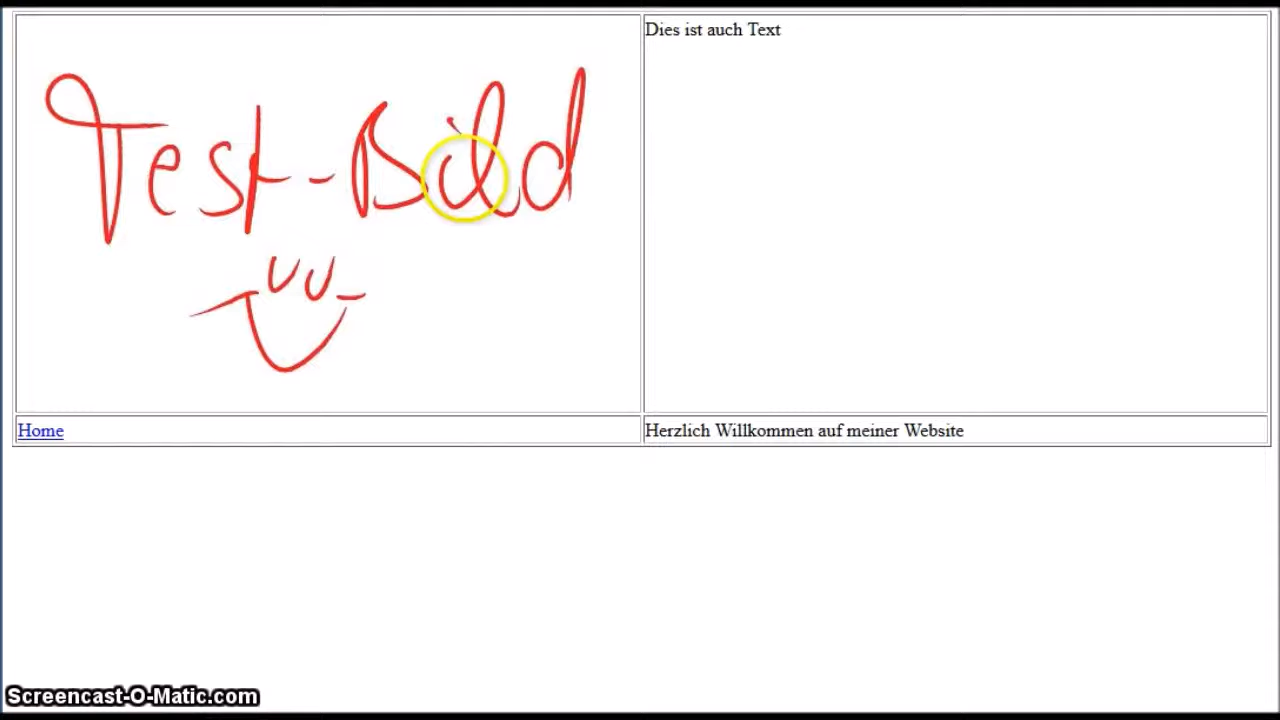 Test-Bild
Dies ist auch Text
Home
Herzlich Willkommen auf meiner Website
Screencast-O-Matic.com